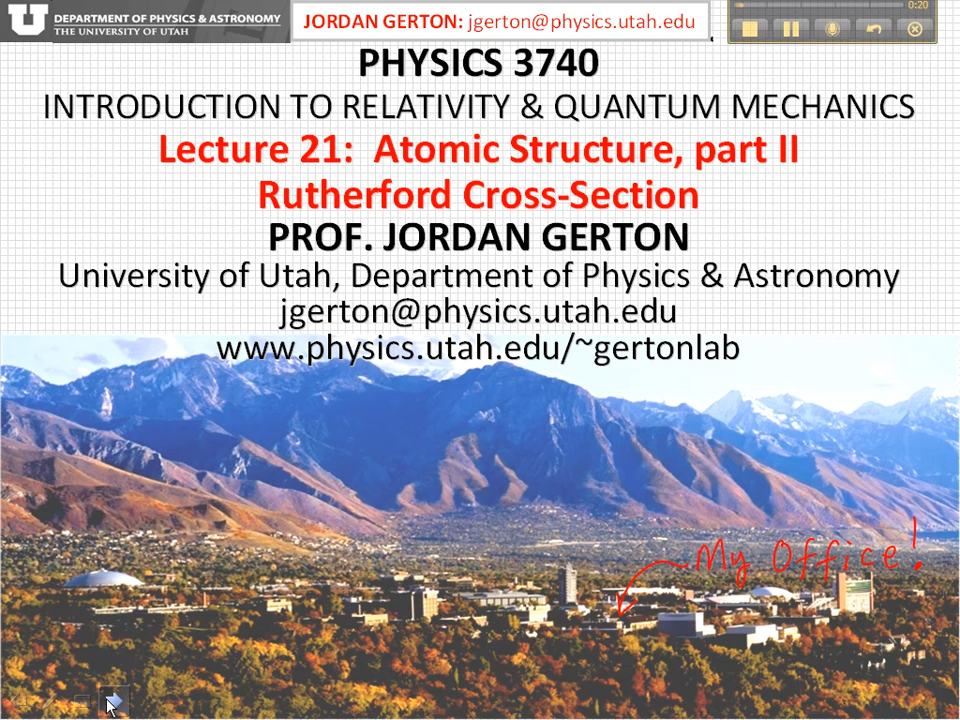 DEPARTMENT OF PHYSICS & ASTRONOMY
THE UNIVERSITY OF UTAH
JORDAN GERTON: jgerton@physics.utah.edu
0:20
PHYSICS 3740
INTRODUCTION TO RELATIVITY & QUANTUM MECHANICS
Lecture 21: Atomic Structure, part II
Rutherford Cross-Section
PROF. JORDAN GERTON
University of Utah, Department of Physics & Astronomy
jgerton@physics.utah.edu
www.physics.utah.edu/~gertonlab
My Office!